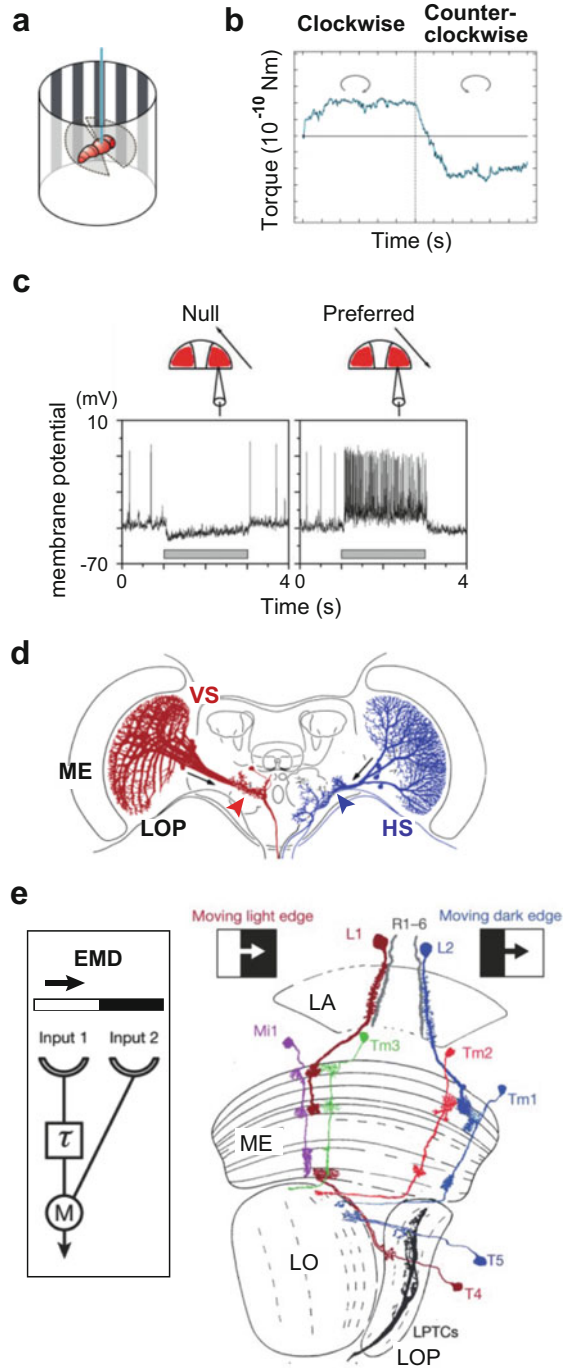 a
b
Clockwise
Counter-
clockwise
Torque (10⁻¹⁰ Nm)
Time (s)
c
Null
Preferred
(mV)
10
membrane potential
-70
0
4
0
4
Time (s)
d
VS
ME
LOP
HS
e
EMD
Input 1
Input 2
τ
M
Moving light edge
L1
R1–6
Moving dark edge
L2
LA
Mi1
Tm3
Tm2
Tm1
ME
LO
T5
T4
LPTCs
LOP